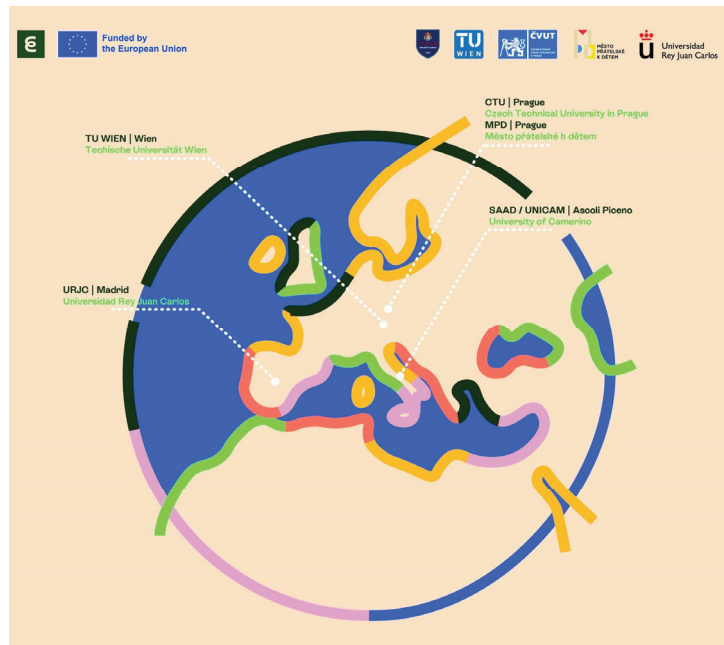 ε
Funded by
the European Union
TU
WIEN
ČVUT
MĚSTO
PŘÁTELSKÉ
K DĚTEM
Universidad
Rey Juan Carlos
CTU | Prague
Czech Technical University in Prague
MPD | Prague
Město přátelské k dětem
TU WIEN | Wien
Techische Universität Wien
SAAD / UNICAM | Ascoli Piceno
University of Camerino
URJC | Madrid
Universidad Rey Juan Carlos